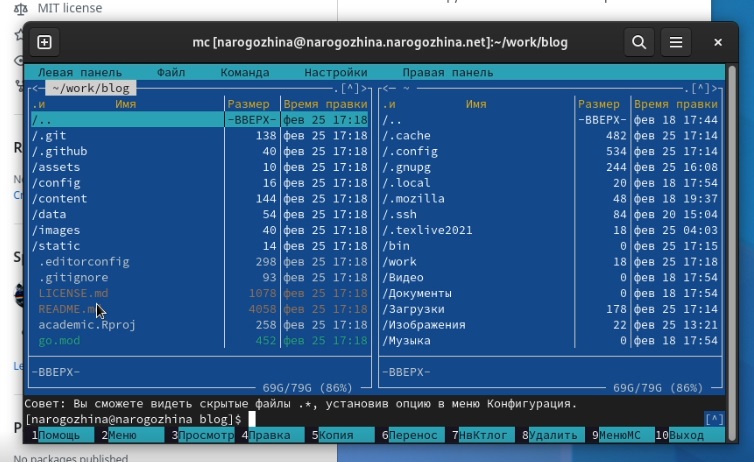 MIT license
mc [narogozhina@narogozhina.narogozhina.net]:~/work/blog
Левая панель Файл Команда Настройки Правая панель
<— ~/work/blog .[^]> <— ~ .[^]>
.и Имя Размер Время правки .и Имя Размер Время правки
/.. -ВВЕРХ- фев 25 17:18 /.. -ВВЕРХ- фев 18 17:44
/.git 138 фев 25 17:18 /.cache 482 фев 25 17:14
/.github 40 фев 25 17:18 /.config 534 фев 25 17:14
/assets 10 фев 25 17:18 /.gnupg 244 фев 25 16:08
/config 16 фев 25 17:18 /.local 20 фев 18 17:54
/content 144 фев 25 17:18 /.mozilla 48 фев 18 19:37
/data 54 фев 25 17:18 /.ssh 84 фев 20 15:04
/images 40 фев 25 17:18 /.texlive2021 18 фев 25 04:03
/static 14 фев 25 17:18 /bin 0 фев 25 17:15
.editorconfig 298 фев 25 17:18 /work 18 фев 25 17:18
.gitignore 93 фев 25 17:18 /Видео 0 фев 18 17:54
LICENSE.md 1078 фев 25 17:18 /Документы 0 фев 18 17:54
README.md 4058 фев 25 17:18 /Загрузки 178 фев 25 17:14
academic.Rproj 258 фев 25 17:18 /Изображения 22 фев 25 13:21
go.mod 452 фев 25 17:18 /Музыка 0 фев 18 17:54
-ВВЕРХ- -ВВЕРХ-
69G/79G (86%) 69G/79G (86%)
Совет: Вы сможете видеть скрытые файлы .*, установив опцию в меню Конфигурация.
[narogozhina@narogozhina blog]$ [^]
1Помощь 2Меню 3Просмотр 4Правка 5Копия 6Перенос 7НвКтлог 8Удалить 9МенюМС 10Выход
No packages published